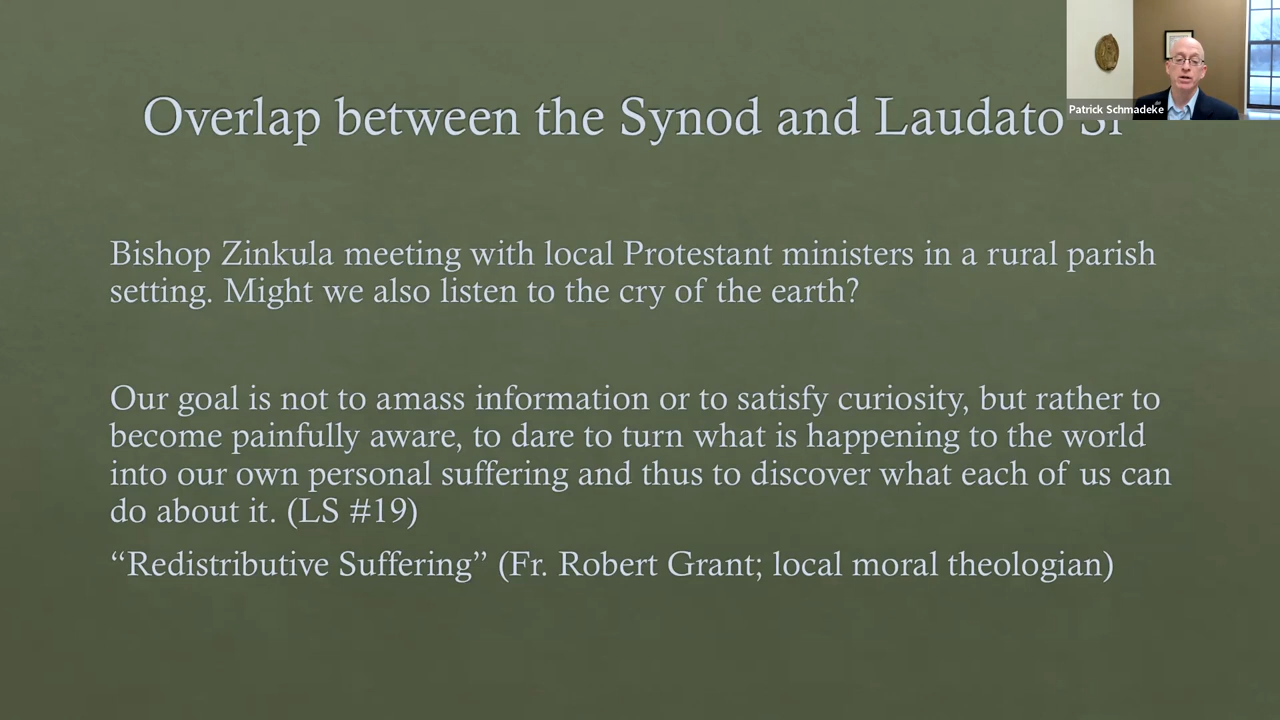 Overlap between the Synod and Laudato Si
Patrick Schmadeke
Bishop Zinkula meeting with local Protestant ministers in a rural parish
setting. Might we also listen to the cry of the earth?
Our goal is not to amass information or to satisfy curiosity, but rather to
become painfully aware, to dare to turn what is happening to the world
into our own personal suffering and thus to discover what each of us can
do about it. (LS #19)
“Redistributive Suffering” (Fr. Robert Grant; local moral theologian)